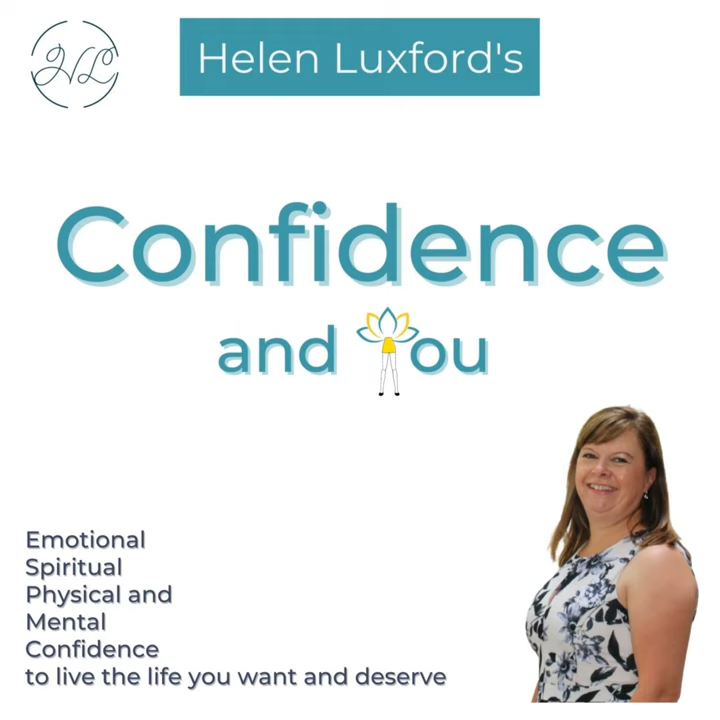 HL
Helen Luxford's
Confidence
and You
Emotional
Spiritual
Physical and
Mental
Confidence
to live the life you want and deserve